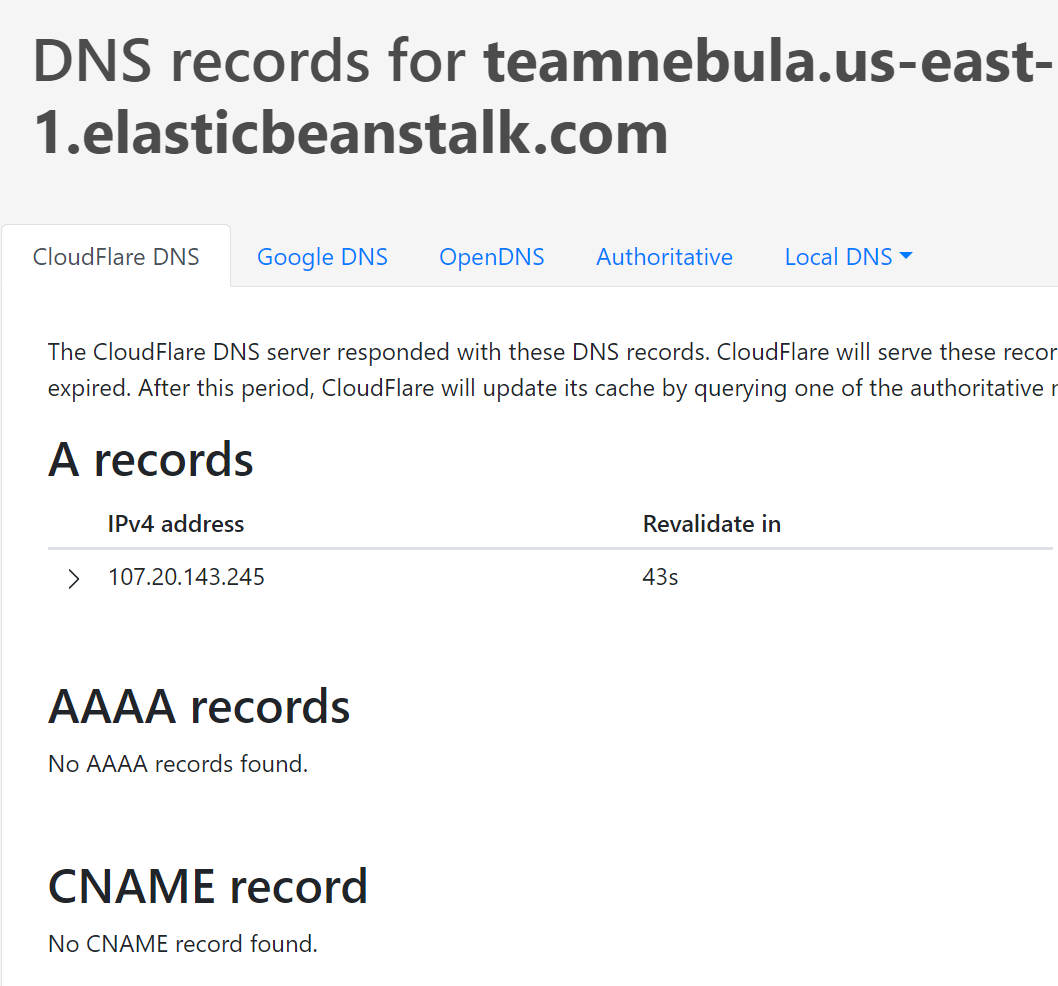 DNS records for teamnebula.us-east-
1.elasticbeanstalk.com
CloudFlare DNS Google DNS OpenDNS Authoritative Local DNS
The CloudFlare DNS server responded with these DNS records. CloudFlare will serve these recor
expired. After this period, CloudFlare will update its cache by querying one of the authoritative
A records
IPv4 address Revalidate in
107.20.143.245 43s
AAAA records
No AAAA records found.
CNAME record
No CNAME record found.